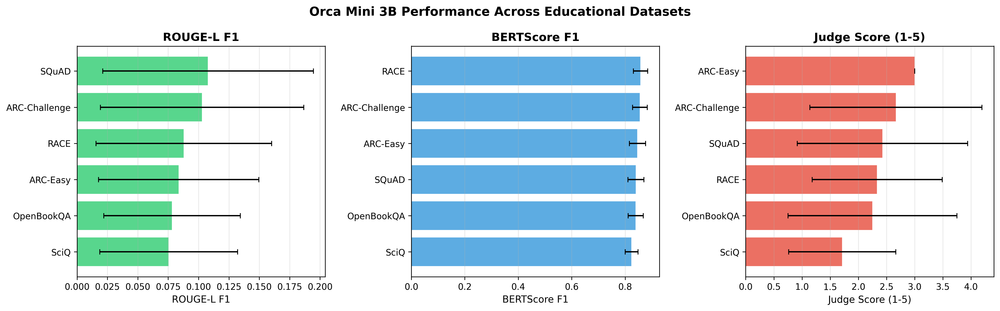 Orca Mini 3B Performance Across Educational Datasets
ROUGE-L F1
SQuAD
ARC-Challenge
RACE
ARC-Easy
OpenBookQA
SciQ
0.000 0.025 0.050 0.075 0.100 0.125 0.150 0.175 0.200
ROUGE-L F1
BERTScore F1
RACE
ARC-Challenge
ARC-Easy
SQuAD
OpenBookQA
SciQ
0.0 0.2 0.4 0.6 0.8
BERTScore F1
Judge Score (1-5)
ARC-Easy
ARC-Challenge
SQuAD
RACE
OpenBookQA
SciQ
0.0 0.5 1.0 1.5 2.0 2.5 3.0 3.5 4.0
Judge Score (1-5)